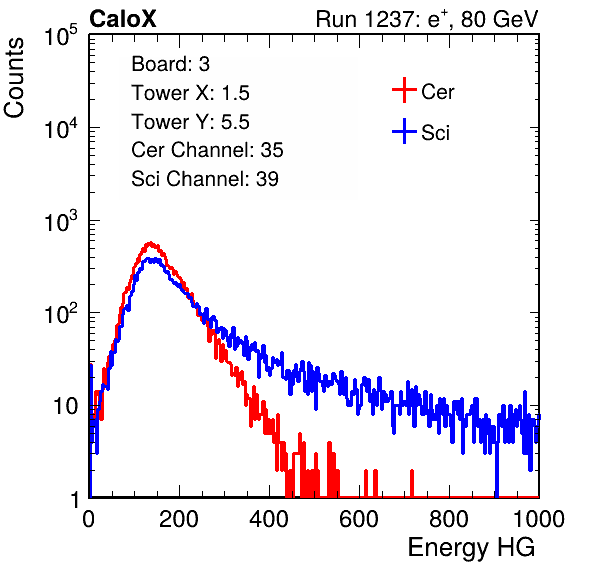 CaloX Run 1237: e⁺, 80 GeV
Counts
Board: 3
Tower X: 1.5
Tower Y: 5.5
Cer Channel: 35
Sci Channel: 39
Cer
Sci
10⁵
10⁴
10³
10²
10
1
0 200 400 600 800 1000
Energy HG